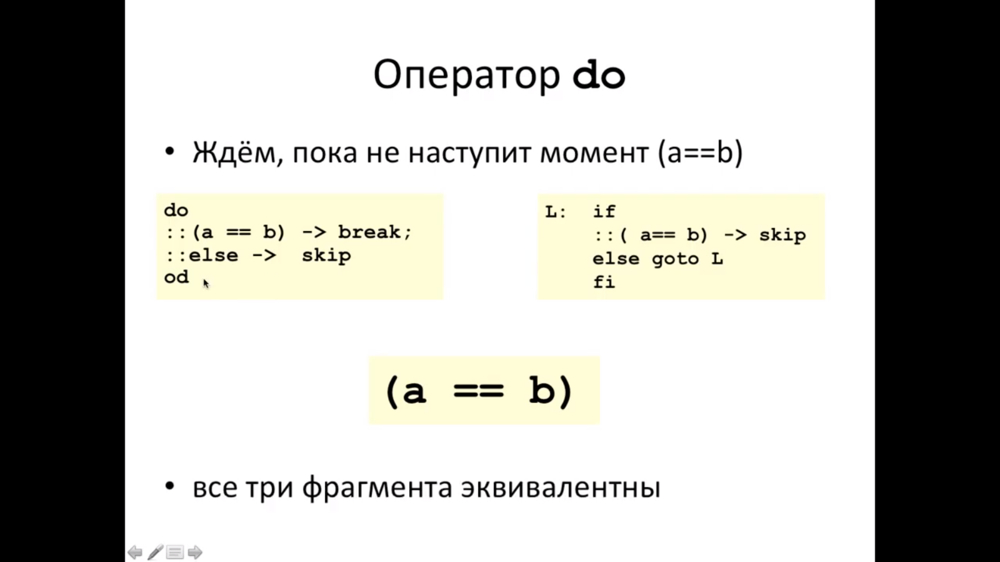 Оператор do
• Ждём, пока не наступит момент (a==b)
do
::(a == b) -> break;
::else -> skip
od
L: if
::( a== b) -> skip
else goto L
fi
(a == b)
• все три фрагмента эквивалентны